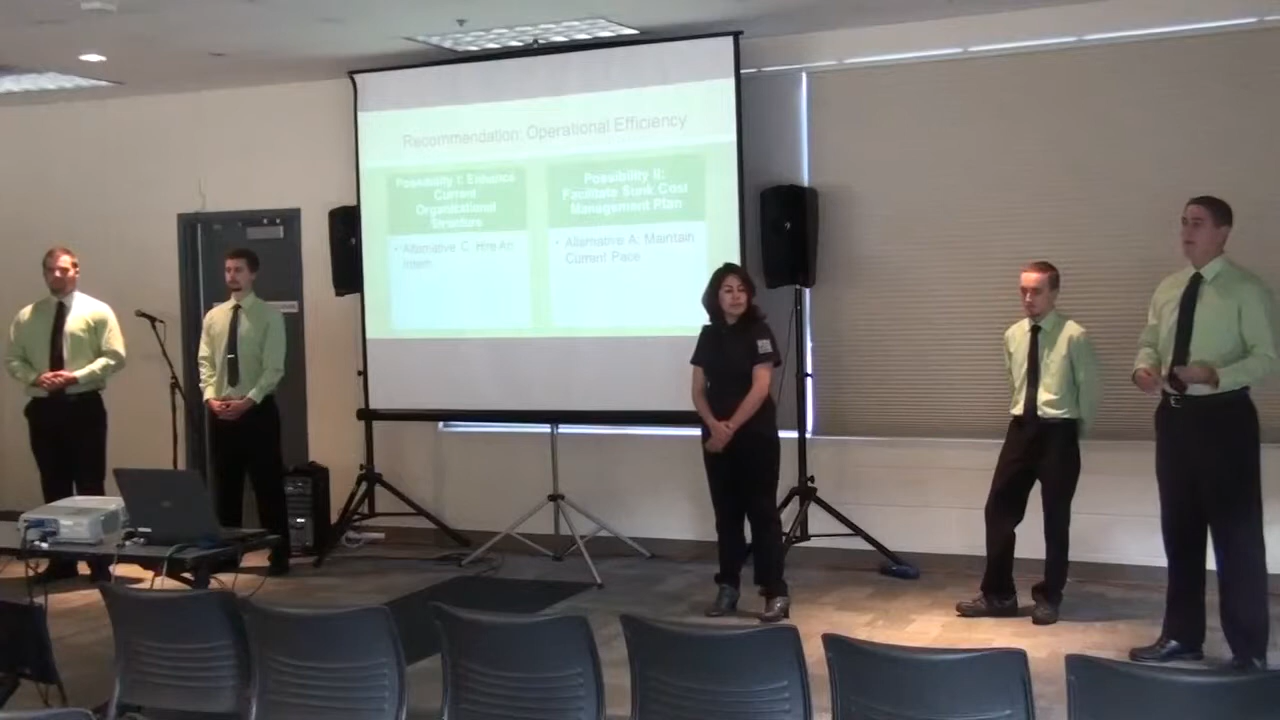 Recommendation: Operational Efficiency
Possibility I: Enhance
Current
Organizational
Structure
• Alternative C: Hire An
Intern
Possibility II:
Facilitate Sunk Cost
Management Plan
• Alternative A: Maintain
Current Pace